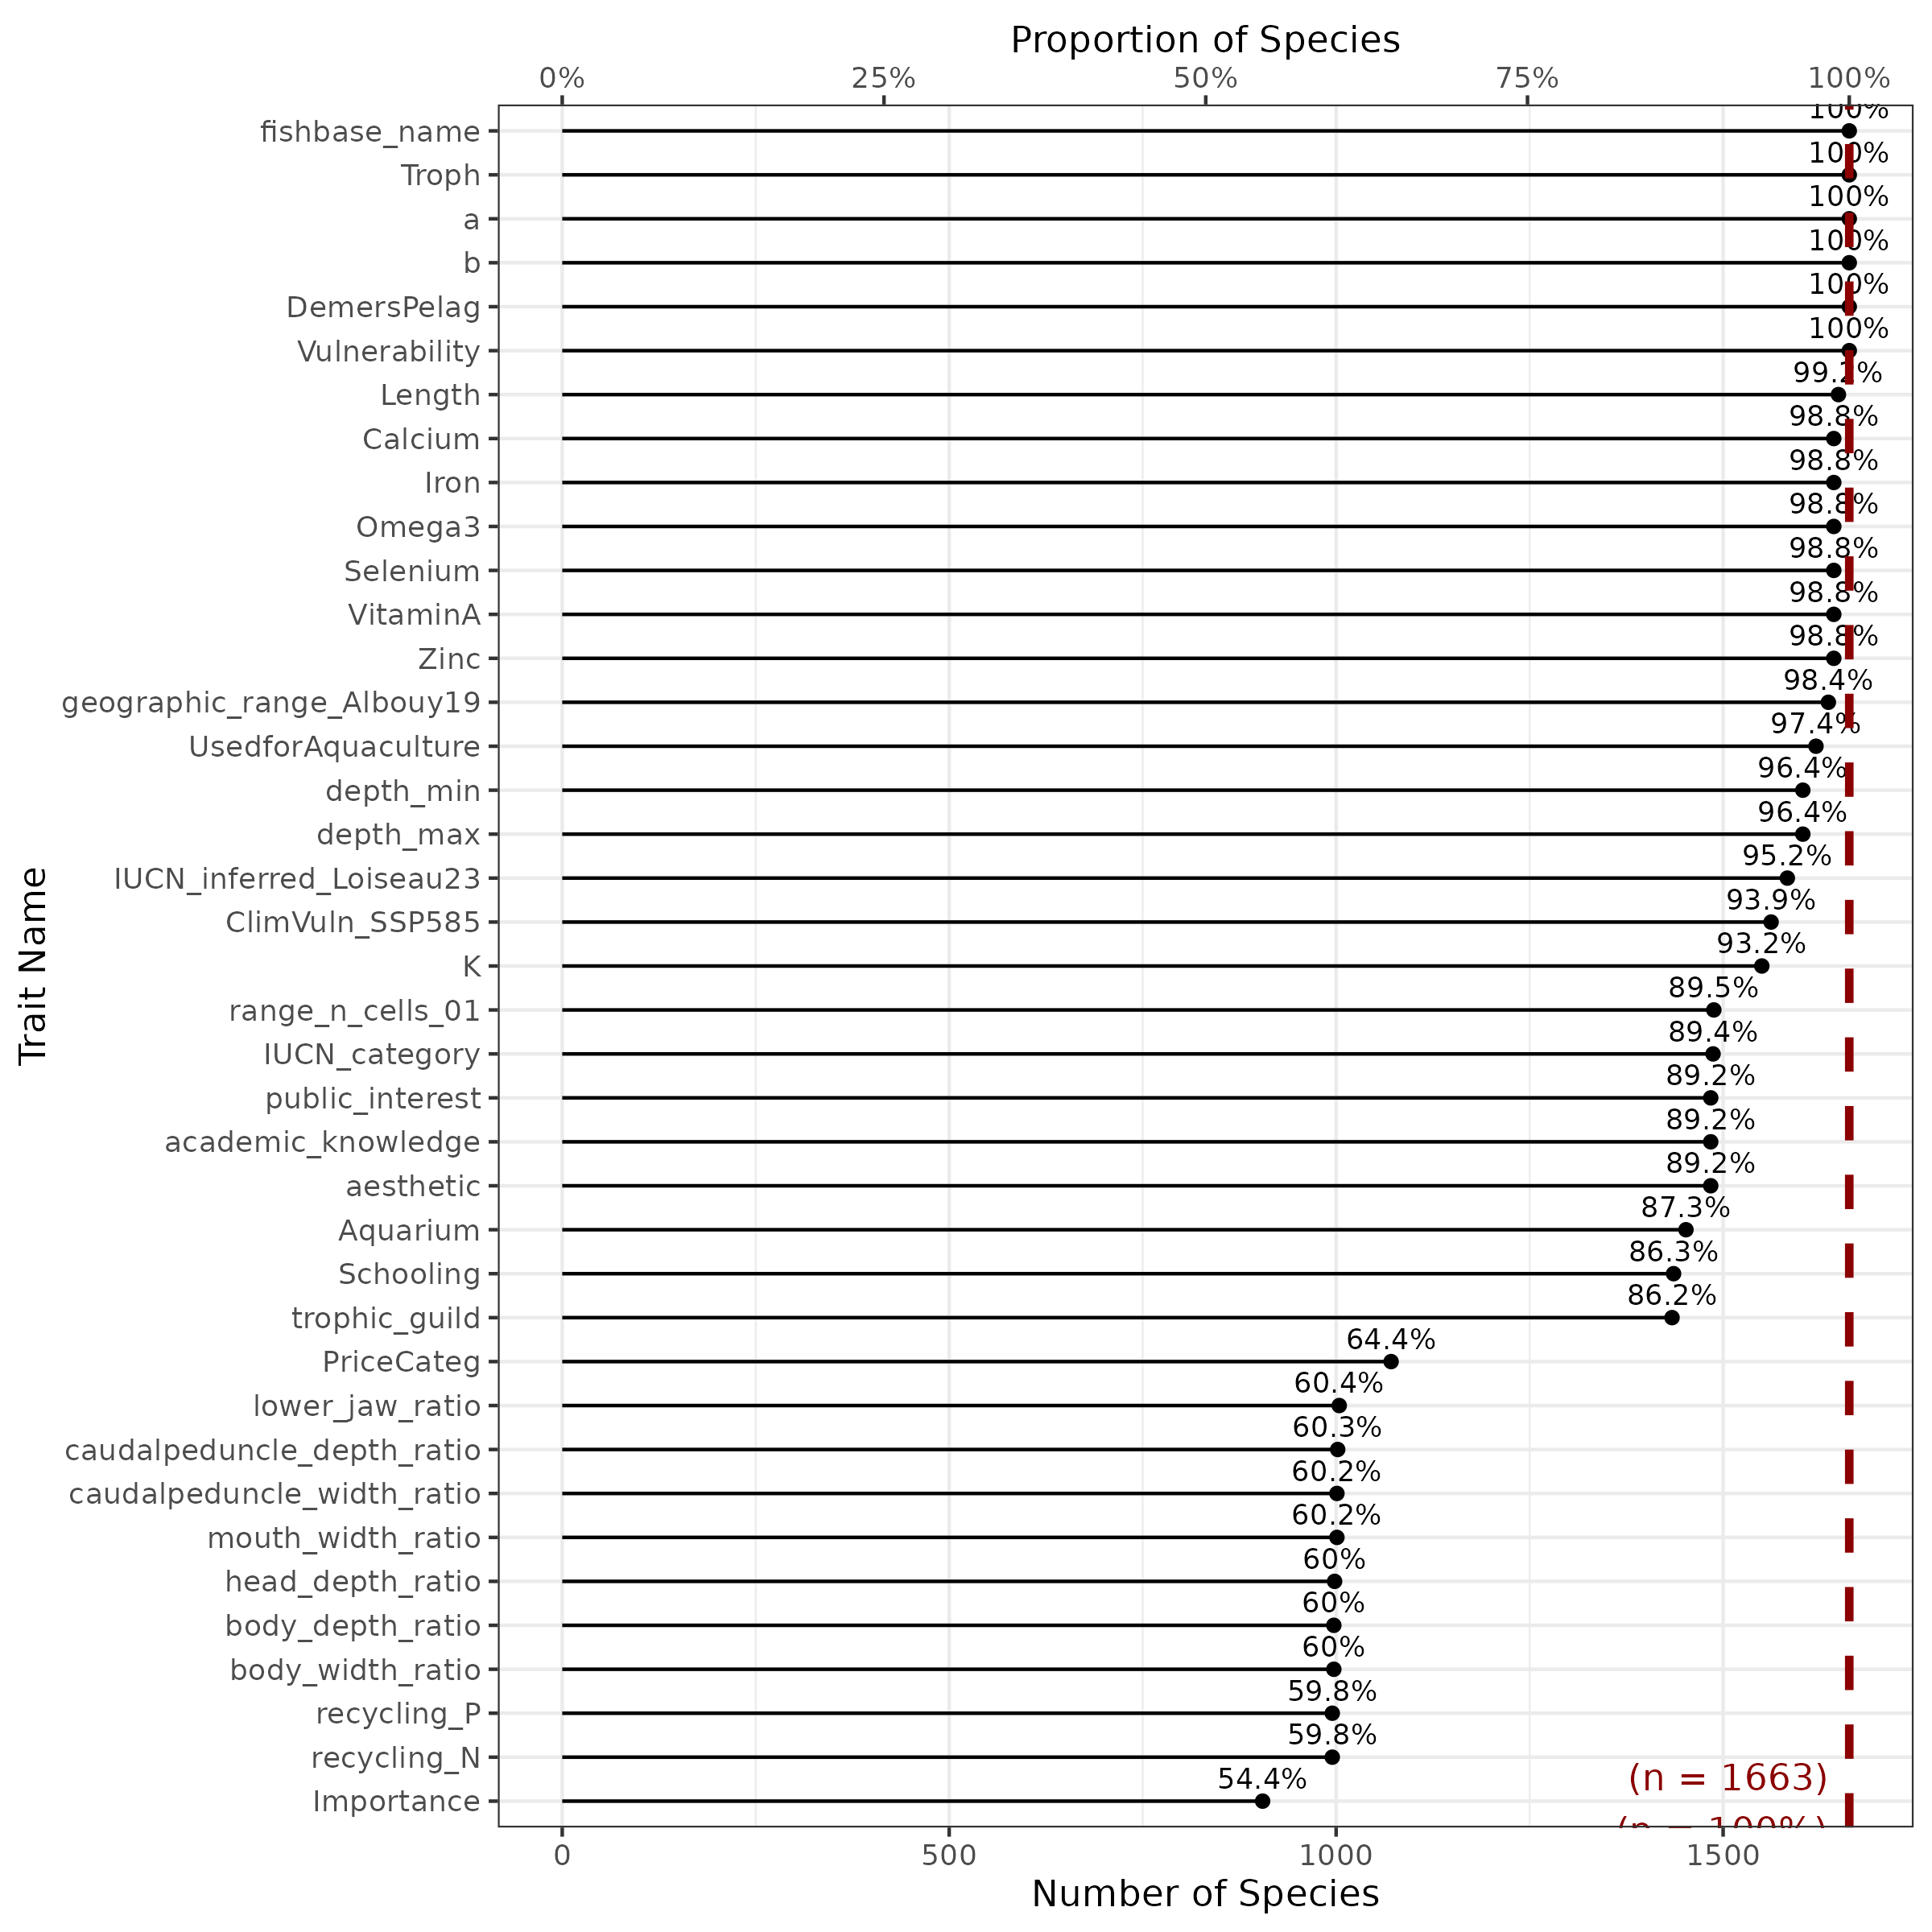 Proportion of Species
0% 25% 50% 75% 100%
fishbase_name 100%
Troph 100%
a 100%
b 100%
DemersPelag 100%
Vulnerability 100%
Length 99.2%
Calcium 98.8%
Iron 98.8%
Omega3 98.8%
Selenium 98.8%
VitaminA 98.8%
Zinc 98.8%
geographic_range_Albouy19 98.4%
UsedforAquaculture 97.4%
depth_min 96.4%
depth_max 96.4%
IUCN_inferred_Loiseau23 95.2%
ClimVuln_SSP585 93.9%
K 93.2%
range_n_cells_01 89.5%
IUCN_category 89.4%
public_interest 89.2%
academic_knowledge 89.2%
aesthetic 89.2%
Aquarium 87.3%
Schooling 86.3%
trophic_guild 86.2%
PriceCateg 64.4%
lower_jaw_ratio 60.4%
caudalpeduncle_depth_ratio 60.3%
caudalpeduncle_width_ratio 60.2%
mouth_width_ratio 60.2%
head_depth_ratio 60%
body_depth_ratio 60%
body_width_ratio 60%
recycling_P 59.8%
recycling_N 59.8%
Importance 54.4%
(n = 1663)
(p = 100%)
0 500 1000 1500
Number of Species
Trait Name